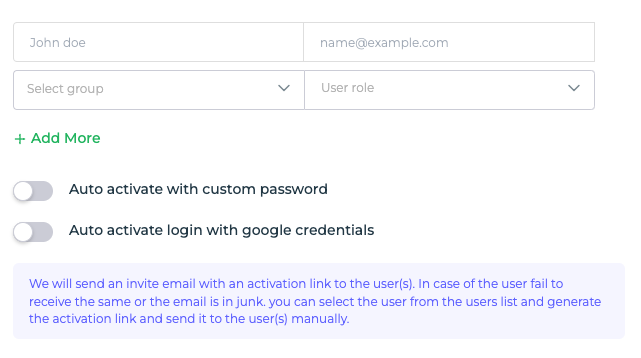 John doe name@example.com
Select group User role
+ Add More
Auto activate with custom password
Auto activate login with google credentials
We will send an invite email with an activation link to the user(s). In case of the user fail to
receive the same or the email is in junk. you can select the user from the users list and generate
the activation link and send it to the user(s) manually.